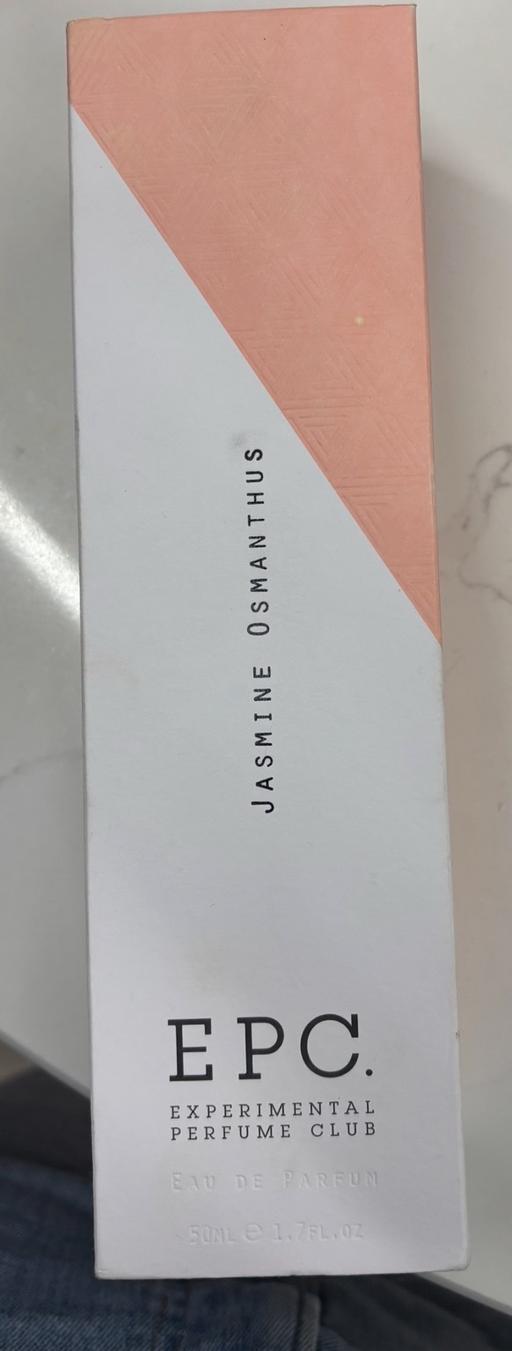 Jasmine Osmanthus
EPC.
EXPERIMENTAL
PERFUME CLUB
Eau de Parfum
50ml ℮ 1.7fl.oz